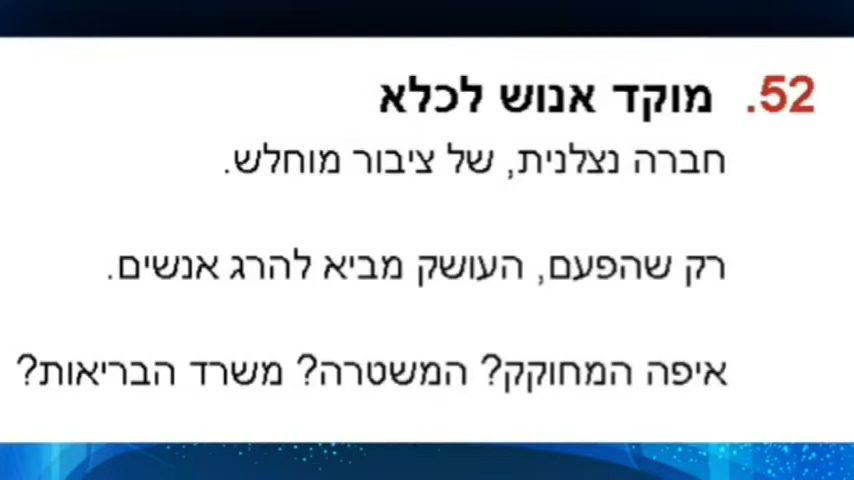 52. מוקד אנוש לכלא
חברה נצלנית, של ציבור מוחלש.
רק שהפעם, העושק מביא להרג אנשים.
איפה המחוקק? המשטרה? משרד הבריאות?